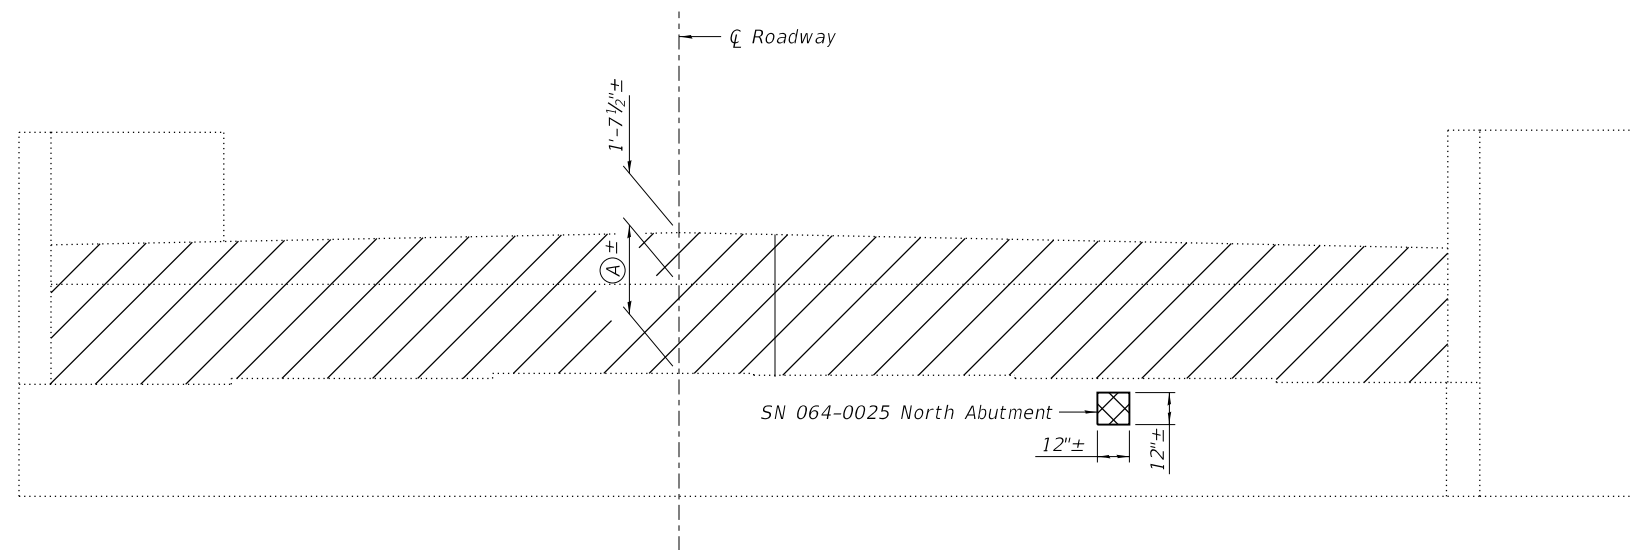 ℄ Roadway
1'-7½"±
Ⓐ ±
SN 064-0025 North Abutment
12"±
12"±